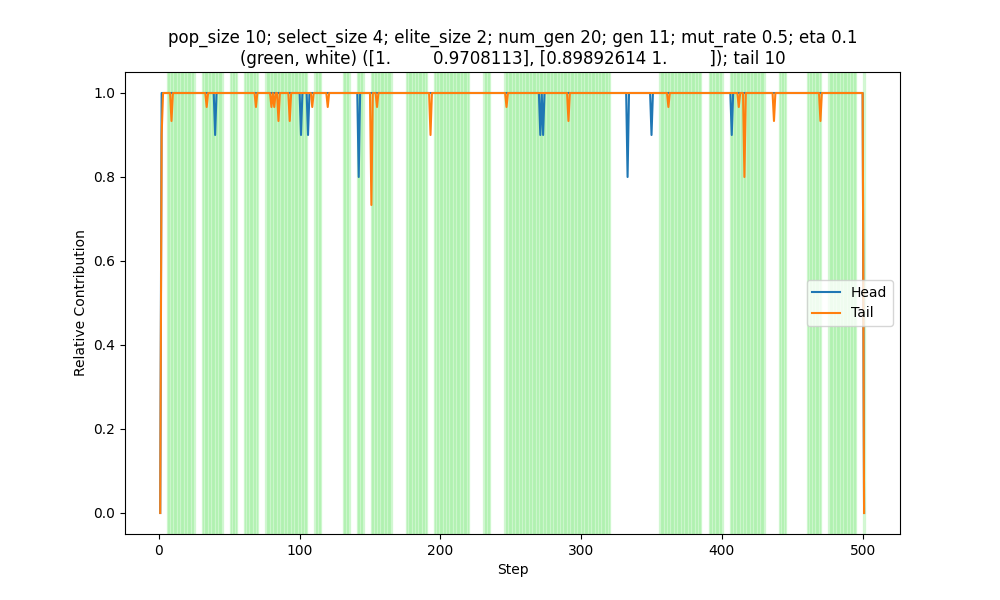 pop_size 10; select_size 4; elite_size 2; num_gen 20; gen 11; mut_rate 0.5; eta 0.1
(green, white) ([1.         0.9708113], [0.89892614 1.         ]); tail 10
1.0
0.8
0.6
0.4
0.2
0.0
Relative Contribution
Head
Tail
0 100 200 300 400 500
Step